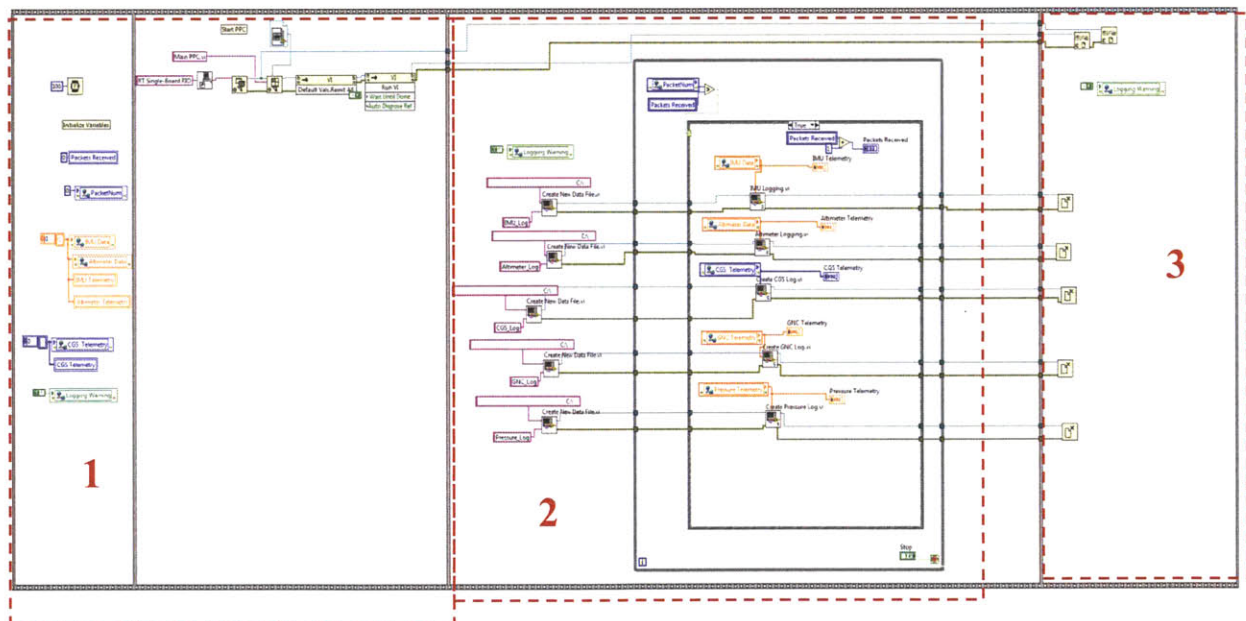 Start PPC
Main PPC.vi
RT Single-Board RIO
VI
VI
Default Vals.Reinit All
Run VI
Wait Until Done
Auto Dispose Ref
Initialize Variables
Packets Received
PacketNum
IMU Data
Altimeter Data
IMU Telemetry
Altimeter Telemetry
CGS Telemetry
CGS Telemetry
Logging Warning
1
PacketNum
Packets Received
True
Packets Received
Packets Received
Logging Warning
IMU Data
IMU Telemetry
C:\
Create New Data File.vi
IMU Logging.vi
IMU_Log
Altimeter Data
Altimeter Telemetry
C:\
Create New Data File.vi
Altimeter Logging.vi
Altimeter_Log
CGS Telemetry
CGS Telemetry
C:\
Create New Data File.vi
Create CGS Log.vi
CGS_Log
GNC Telemetry
GNC Telemetry
C:\
Create New Data File.vi
Create GNC Log.vi
GNC_Log
Pressure Telemetry
Pressure Telemetry
C:\
Create New Data File.vi
Create Pressure Log.vi
Pressure_Log
2
Stop
i
Logging Warning
3